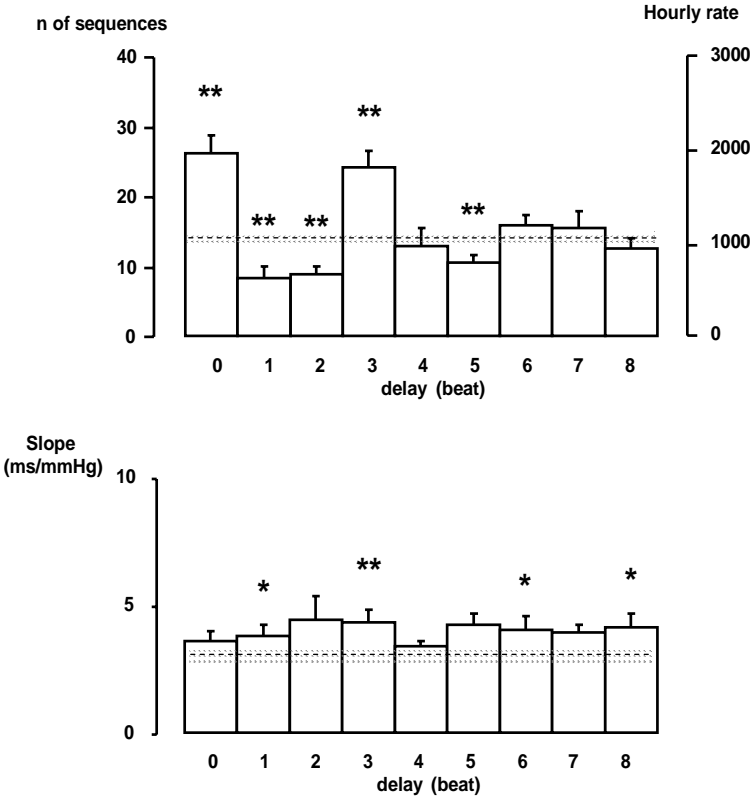 Hourly rate
n of sequences
40
3000
**
**
30
2000
20
**
**
**
1000
10
0
0
0 1 2 3 4 5 6 7 8
delay (beat)
Slope
(ms/mmHg)
10
**
*
*
*
5
0
0 1 2 3 4 5 6 7 8
delay (beat)